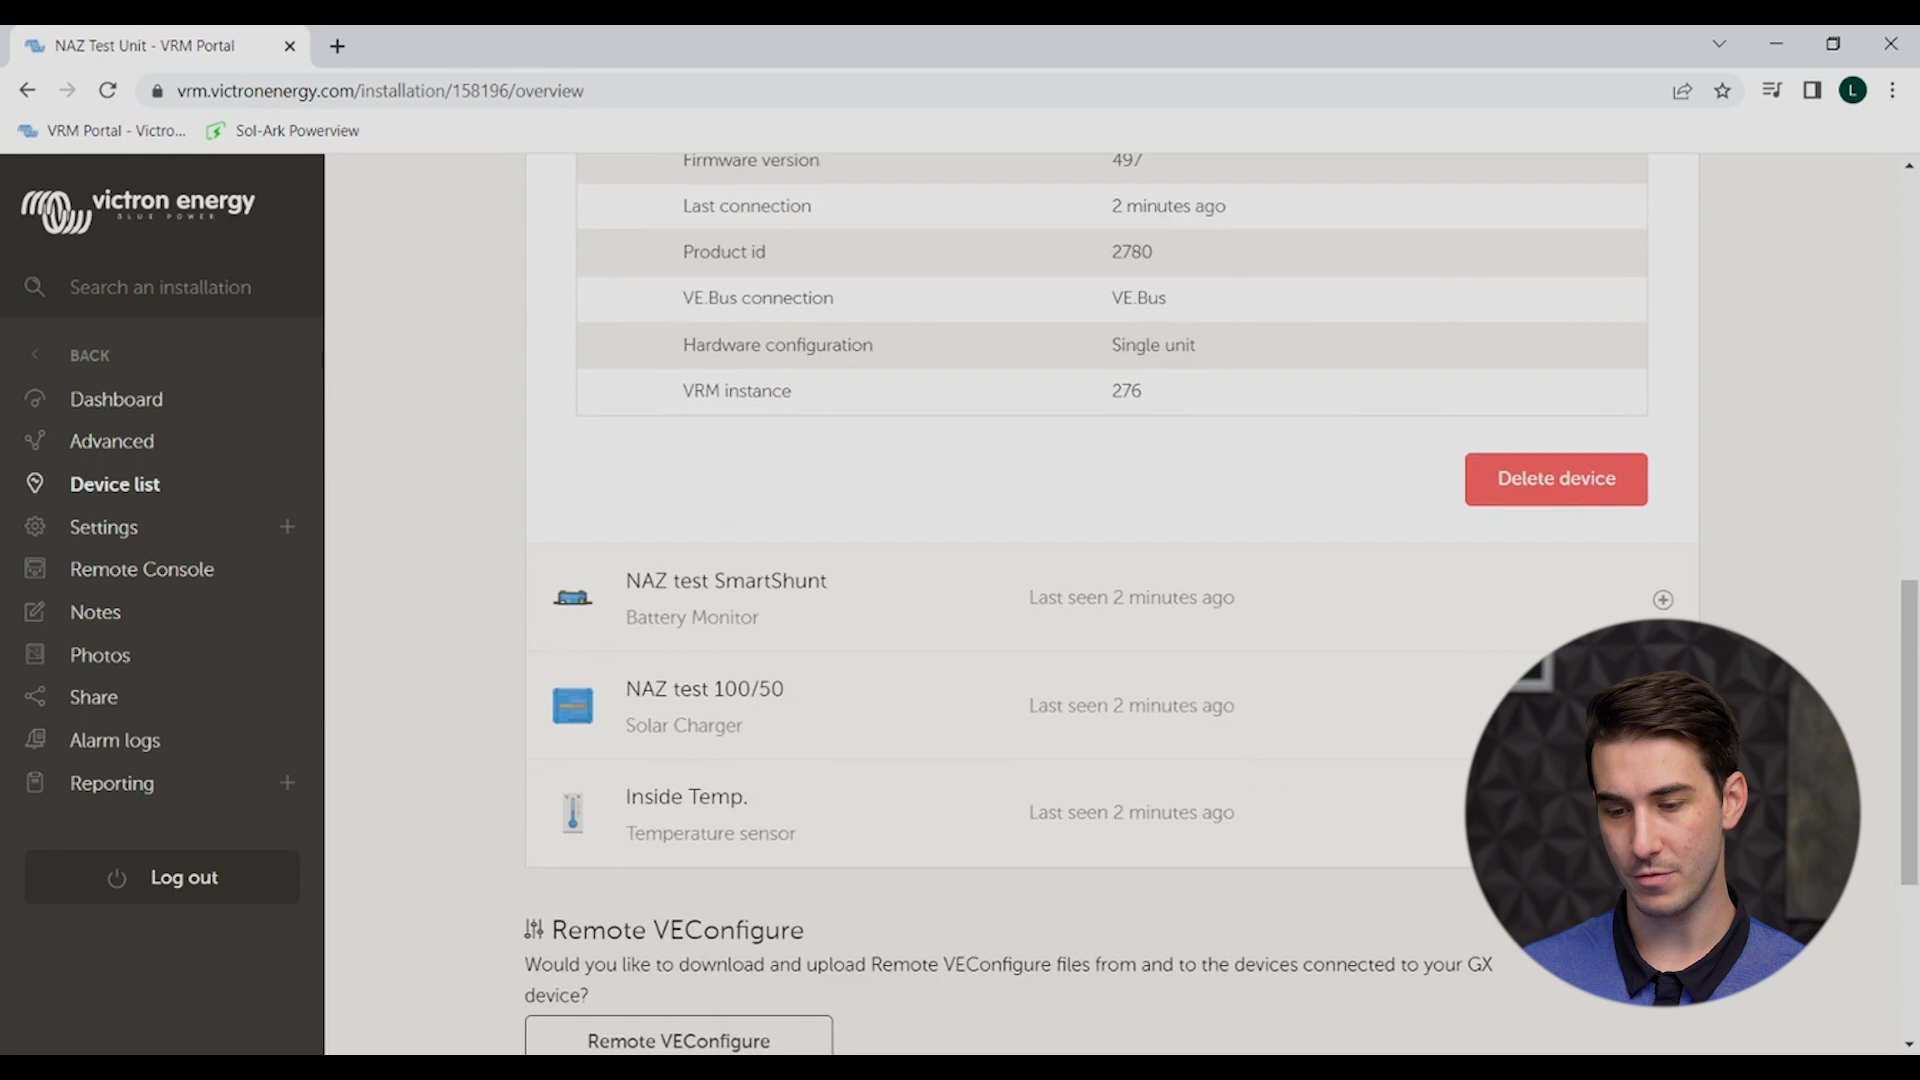 NAZ Test Unit - VRM Portal
vrm.victronenergy.com/installation/158196/overview
L
VRM Portal - Victro...
Sol-Ark Powerview
victron energy
BLUE POWER
Search an installation
BACK
Dashboard
Advanced
Device list
Settings
Remote Console
Notes
Photos
Share
Alarm logs
Reporting
Log out
Firmware version 497
Last connection 2 minutes ago
Product id 2780
VE.Bus connection VE.Bus
Hardware configuration Single unit
VRM instance 276
Delete device
NAZ test SmartShunt
Battery Monitor
Last seen 2 minutes ago
NAZ test 100/50
Solar Charger
Last seen 2 minutes ago
Inside Temp.
Temperature sensor
Last seen 2 minutes ago
Remote VEConfigure
Would you like to download and upload Remote VEConfigure files from and to the devices connected to your GX
device?
Remote VEConfigure